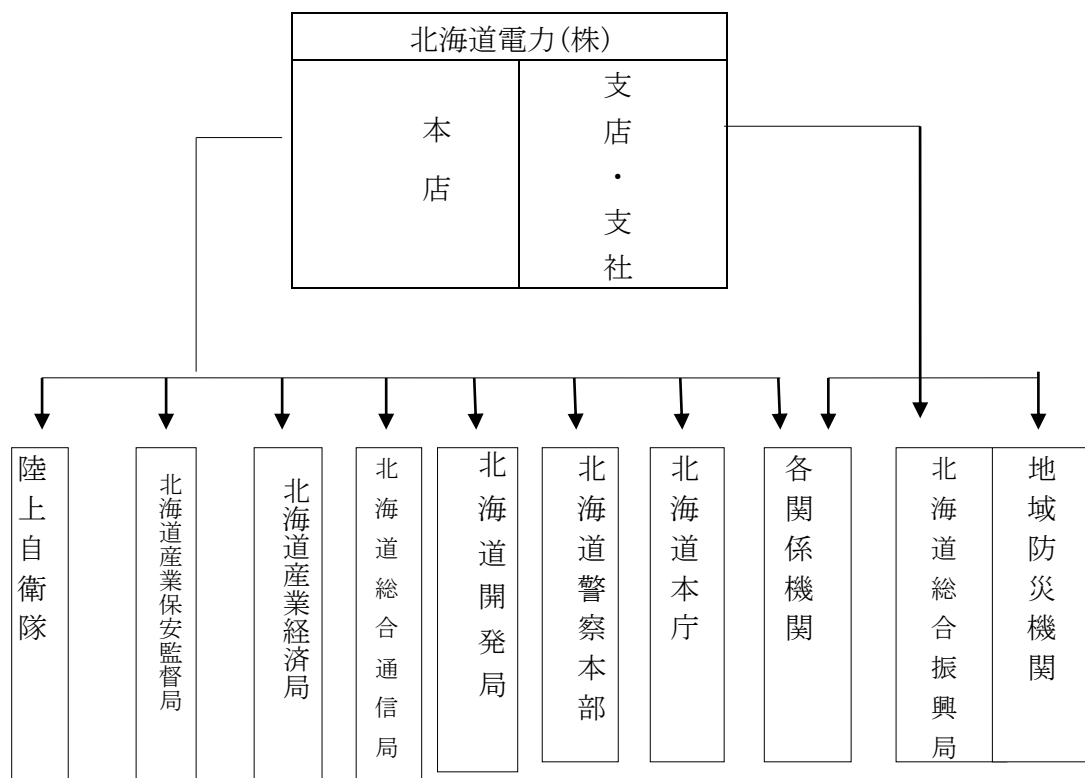 北海道電力(株)
本店
支店・支社
陸上自衛隊
北海道産業保安監督局
北海道産業経済局
北海道総合通信局
北海道開発局
北海道警察本部
北海道本庁
各関係機関
北海道総合振興局
地域防災機関